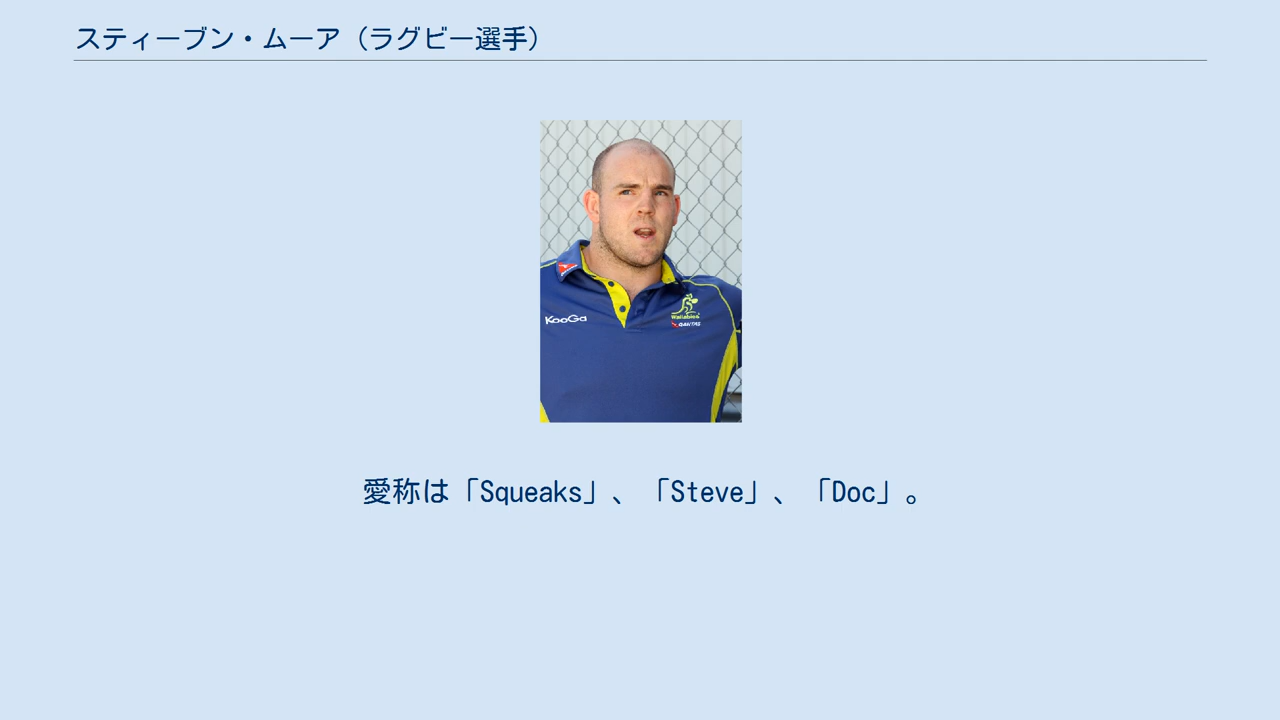 スティーブン・ムーア（ラグビー選手）
KooGa
Wallabies
QANTAS
愛称は「Squeaks」、「Steve」、「Doc」。